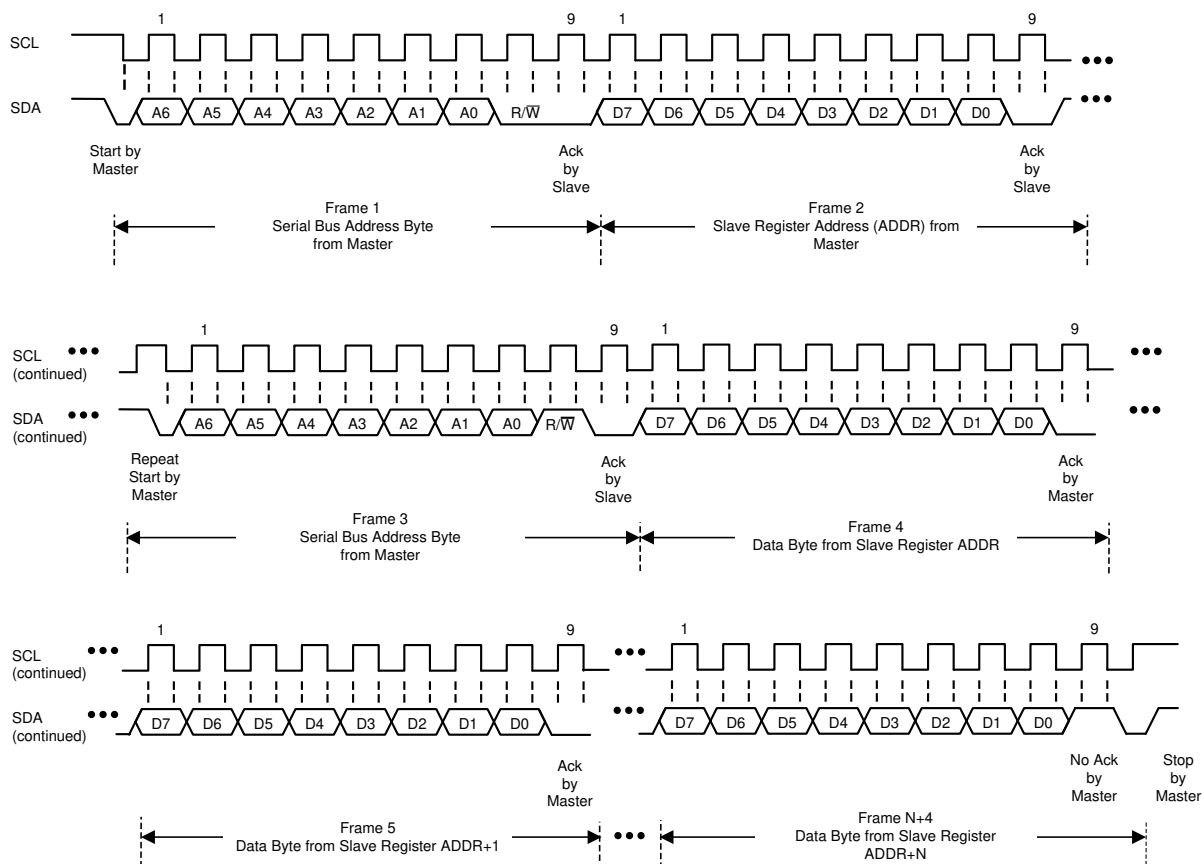 1 9 1 9
SCL
SDA A6 A5 A4 A3 A2 A1 A0 R/W̅ D7 D6 D5 D4 D3 D2 D1 D0
Start by
Master
Ack
by
Slave
Ack
by
Slave
Frame 1
Serial Bus Address Byte
from Master
Frame 2
Slave Register Address (ADDR) from
Master
1 9 1 9
SCL
(continued)
SDA
(continued)
A6 A5 A4 A3 A2 A1 A0 R/W̅ D7 D6 D5 D4 D3 D2 D1 D0
Repeat
Start by
Master
Ack
by
Slave
Ack
by
Master
Frame 3
Serial Bus Address Byte
from Master
Frame 4
Data Byte from Slave Register ADDR
1 9 1 9
SCL
(continued)
SDA
(continued)
D7 D6 D5 D4 D3 D2 D1 D0 D7 D6 D5 D4 D3 D2 D1 D0
Ack
by
Master
No Ack
by
Master
Stop
by
Master
Frame 5
Data Byte from Slave Register ADDR+1
Frame N+4
Data Byte from Slave Register
ADDR+N